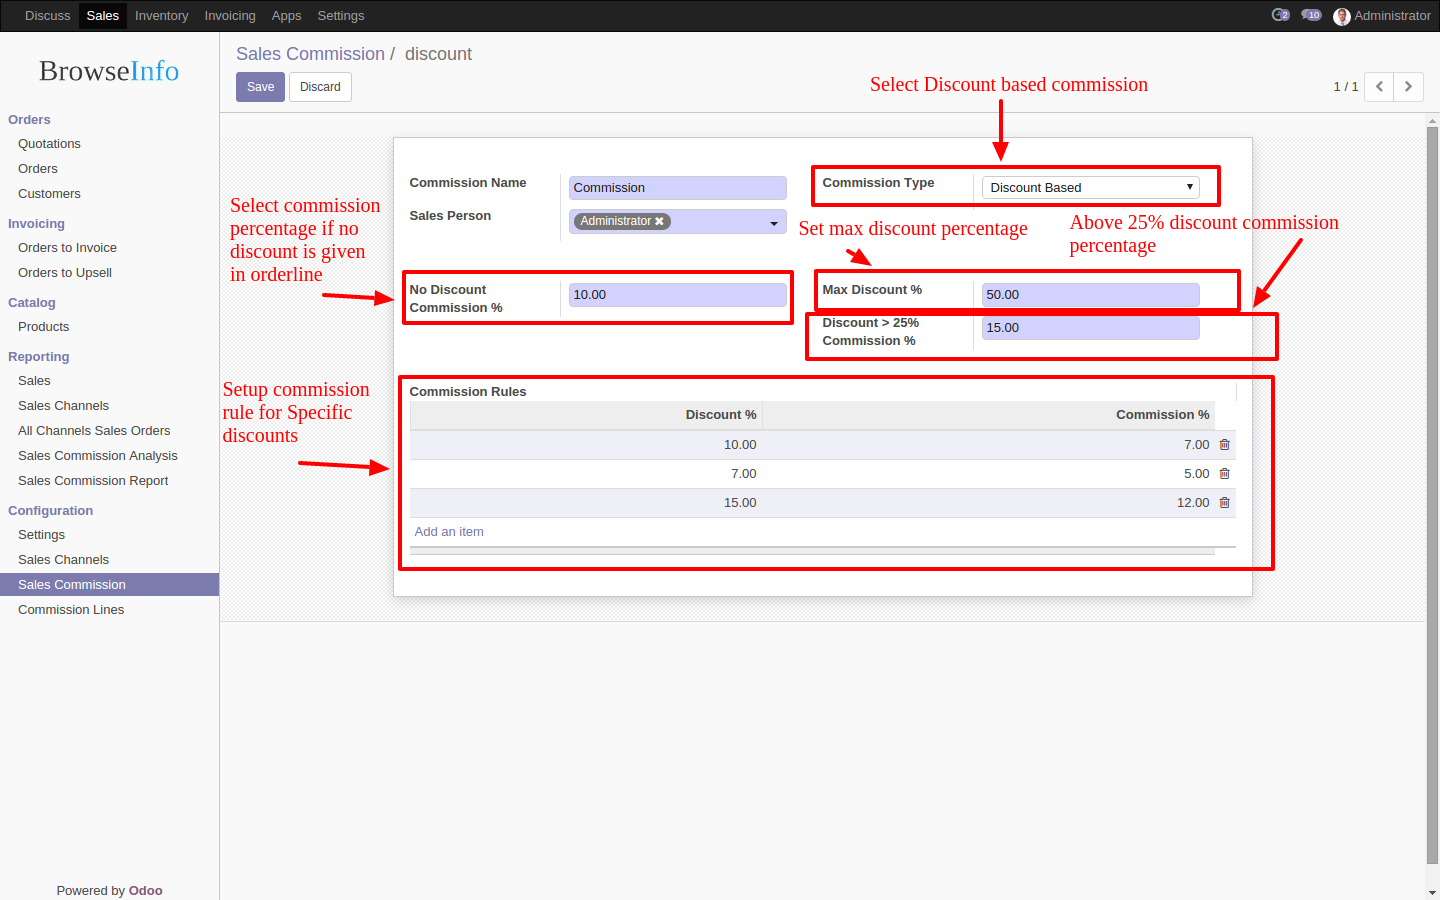 Discuss Sales Inventory Invoicing Apps Settings 2 10 Administrator
BrowseInfo
Orders
Quotations
Orders
Customers
Invoicing
Orders to Invoice
Orders to Upsell
Catalog
Products
Reporting
Sales
Sales Channels
All Channels Sales Orders
Sales Commission Analysis
Sales Commission Report
Configuration
Settings
Sales Channels
Sales Commission
Commission Lines
Powered by Odoo
Sales Commission / discount
Save Discard
1 / 1
Select Discount based commission
Commission Name Commission
Sales Person Administrator
Commission Type Discount Based
Select commission
percentage if no
discount is given
in orderline
Set max discount percentage
Above 25% discount commission
percentage
No Discount
Commission % 10.00
Max Discount % 50.00
Discount > 25%
Commission % 15.00
Setup commission
rule for Specific
discounts
Commission Rules
Discount % Commission %
10.00 7.00
7.00 5.00
15.00 12.00
Add an item